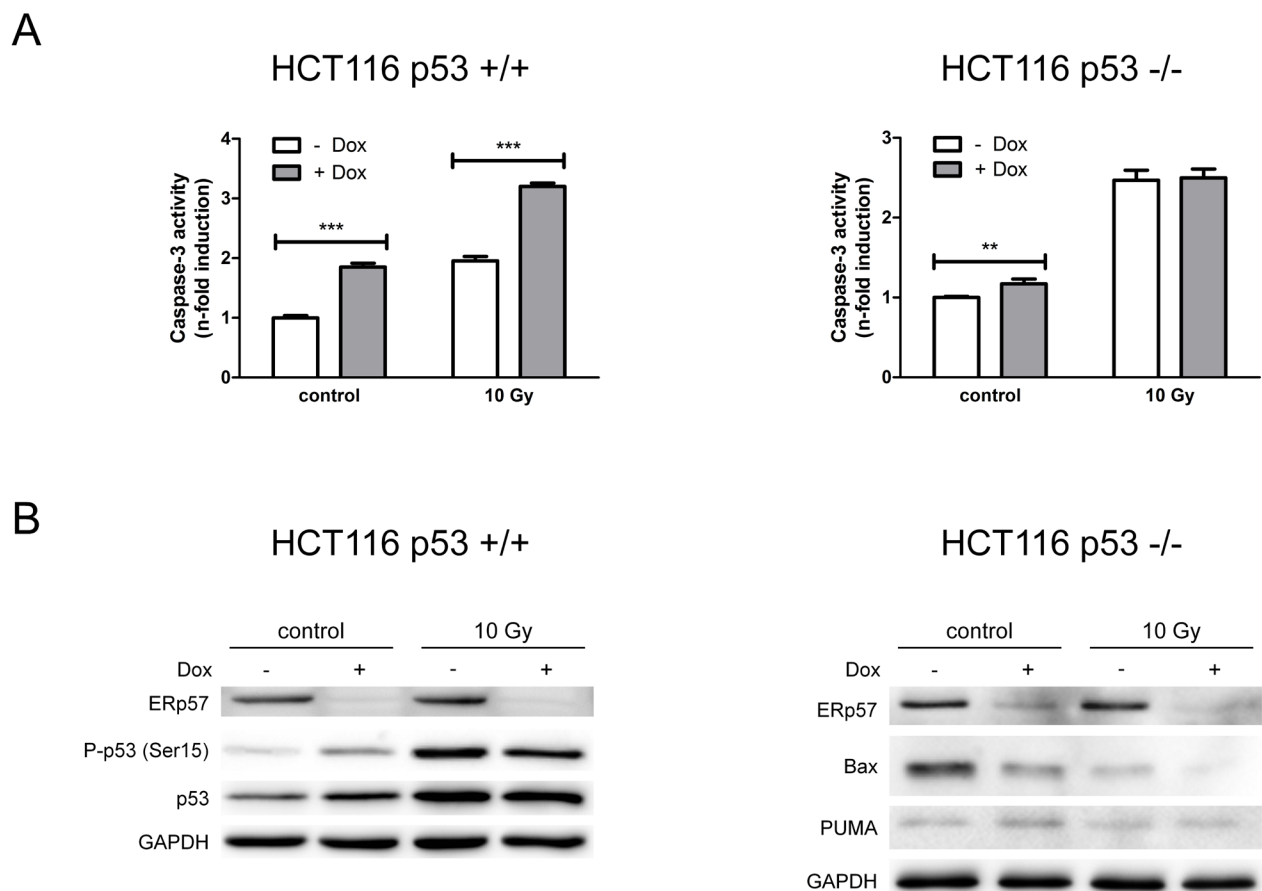 A
HCT116 p53 +/+
HCT116 p53 -/-
Caspase-3 activity
(n-fold induction)
4
3
2
1
0
- Dox
+ Dox
***
***
control
10 Gy
Caspase-3 activity
(n-fold induction)
3
2
1
0
- Dox
+ Dox
**
control
10 Gy
B
HCT116 p53 +/+
HCT116 p53 -/-
control 10 Gy
Dox - + - +
ERp57
P-p53 (Ser15)
p53
GAPDH
control 10 Gy
Dox - + - +
ERp57
Bax
PUMA
GAPDH